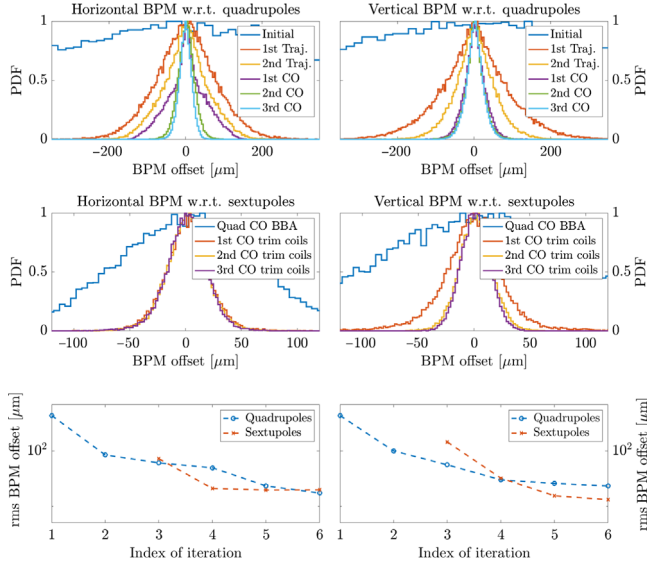 Horizontal BPM w.r.t. quadrupoles
1
0.5
0
PDF
−200
0
200
BPM offset [μm]
Initial
1st Traj.
2nd Traj.
1st CO
2nd CO
3rd CO
Vertical BPM w.r.t. quadrupoles
1
0.5
0
PDF
−200
0
200
BPM offset [μm]
Initial
1st Traj.
2nd Traj.
1st CO
2nd CO
3rd CO
Horizontal BPM w.r.t. sextupoles
1
0.5
0
PDF
−100
−50
0
50
100
BPM offset [μm]
Quad CO BBA
1st CO trim coils
2nd CO trim coils
3rd CO trim coils
Vertical BPM w.r.t. sextupoles
1
0.5
0
PDF
−100
−50
0
50
100
BPM offset [μm]
Quad CO BBA
1st CO trim coils
2nd CO trim coils
3rd CO trim coils
rms BPM offset [μm]
10²
1
2
3
4
5
6
Index of iteration
Quadrupoles
Sextupoles
rms BPM offset [μm]
10²
1
2
3
4
5
6
Index of iteration
Quadrupoles
Sextupoles